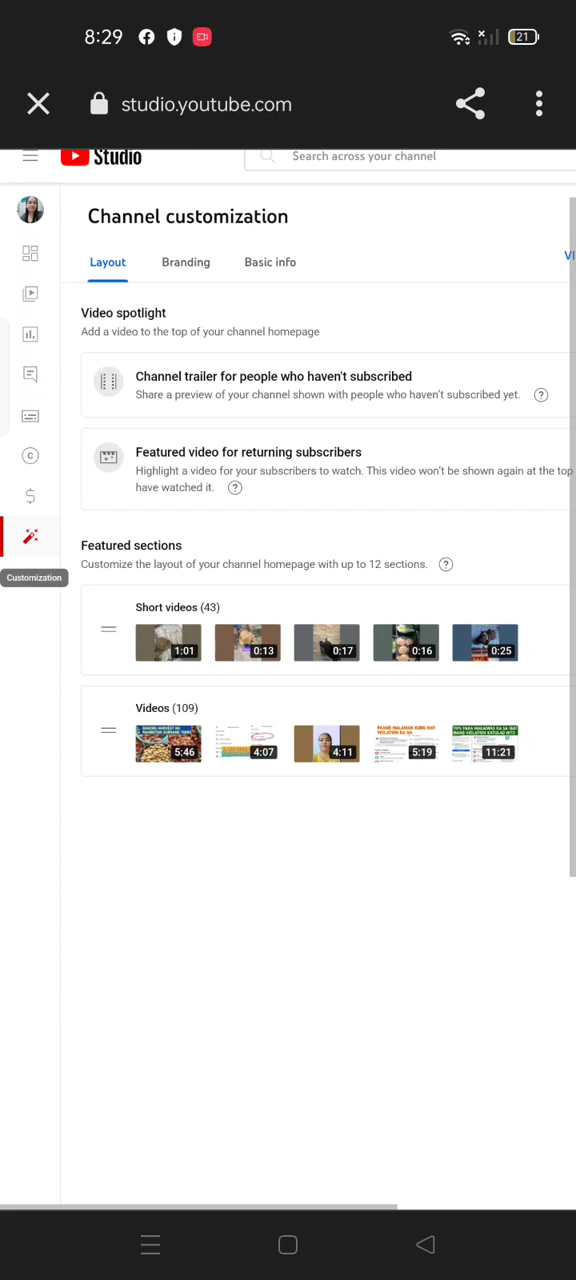 8:29
21
studio.youtube.com
Studio
Search across your channel
Channel customization
Layout
Branding
Basic info
VI
Video spotlight
Add a video to the top of your channel homepage
Channel trailer for people who haven't subscribed
Share a preview of your channel shown with people who haven't subscribed yet. ?
Featured video for returning subscribers
Highlight a video for your subscribers to watch. This video won't be shown again at the top
have watched it. ?
Featured sections
Customize the layout of your channel homepage with up to 12 sections. ?
Customization
Short videos (43)
1:01
0:13
0:17
0:16
0:25
Videos (109)
5:46
4:07
4:11
5:19
11:21